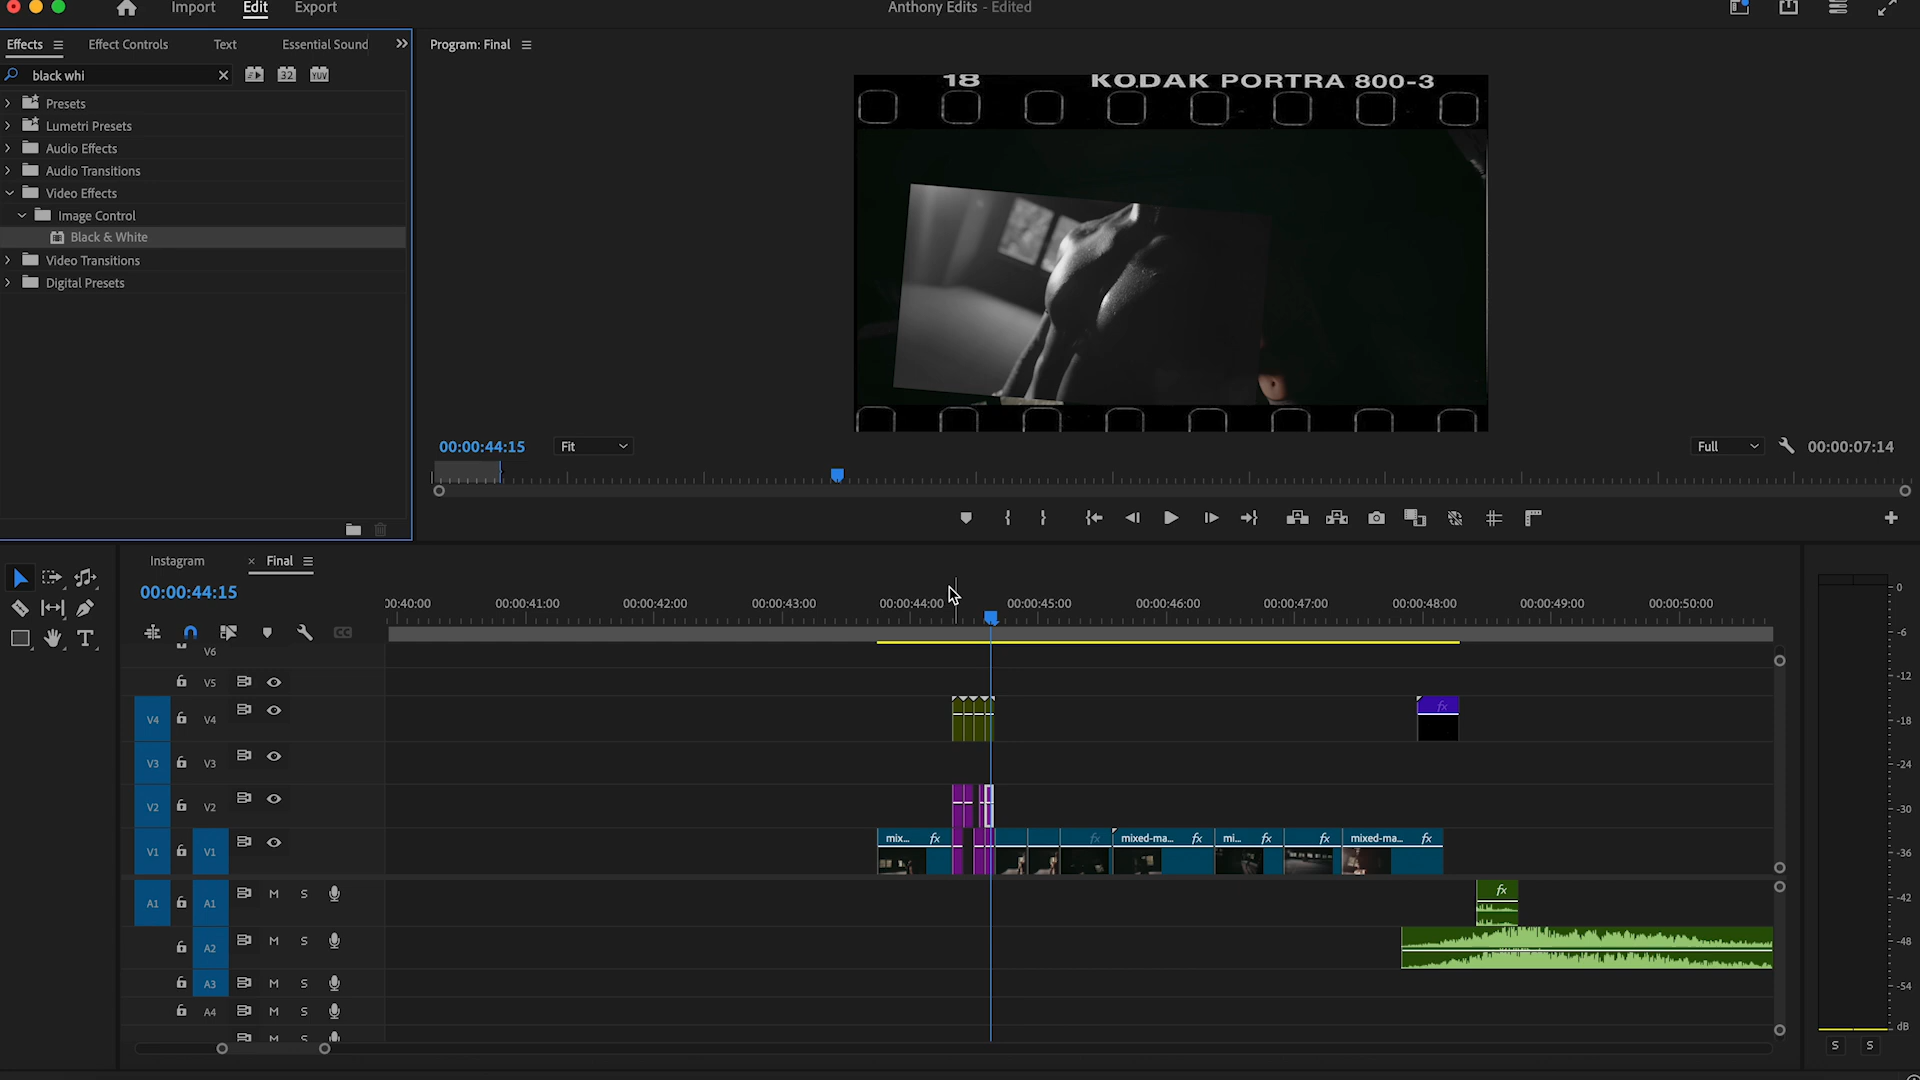 Import
Edit
Export
Anthony Edits - Edited
Effects
Effect Controls
Text
Essential Sound
Program: Final
black whi
32
YUV
Presets
Lumetri Presets
Audio Effects
Audio Transitions
Video Effects
Image Control
Black & White
Video Transitions
Digital Presets
18 KODAK PORTRA 800-3
00:00:44:15
Fit
Full
00:00:07:14
Instagram
Final
00:00:44:15
00:40:00:00
00:00:41:00
00:00:42:00
00:00:43:00
00:00:44:00
00:00:45:00
00:00:46:00
00:00:47:00
00:00:48:00
00:00:49:00
00:00:50:00
CC
V6
V5
V4 V4
fx
V3 V3
V2 V2
V1 V1
mix... fx
fx
mixed-ma... fx
mi... fx
fx
mixed-ma... fx
A1 A1 M S
fx
A2 M S
A3 M S
A4 M S
M S
0
-6
-12
-18
-24
-30
-36
-42
-48
-54
dB
S S